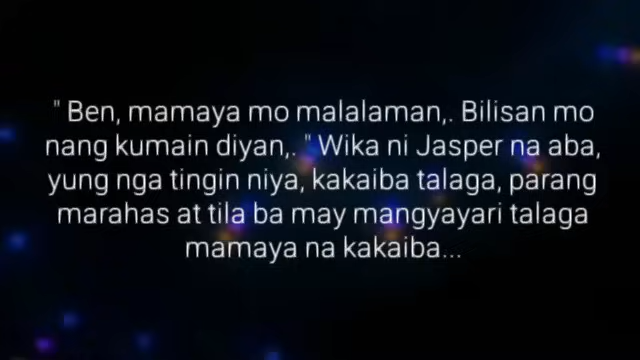 " Ben, mamaya mo malalaman,. Bilisan mo
nang kumain diyan,. " Wika ni Jasper na aba,
yung nga tingin niya, kakaiba talaga, parang
marahas at tila ba may mangyayari talaga
mamaya na kakaiba...